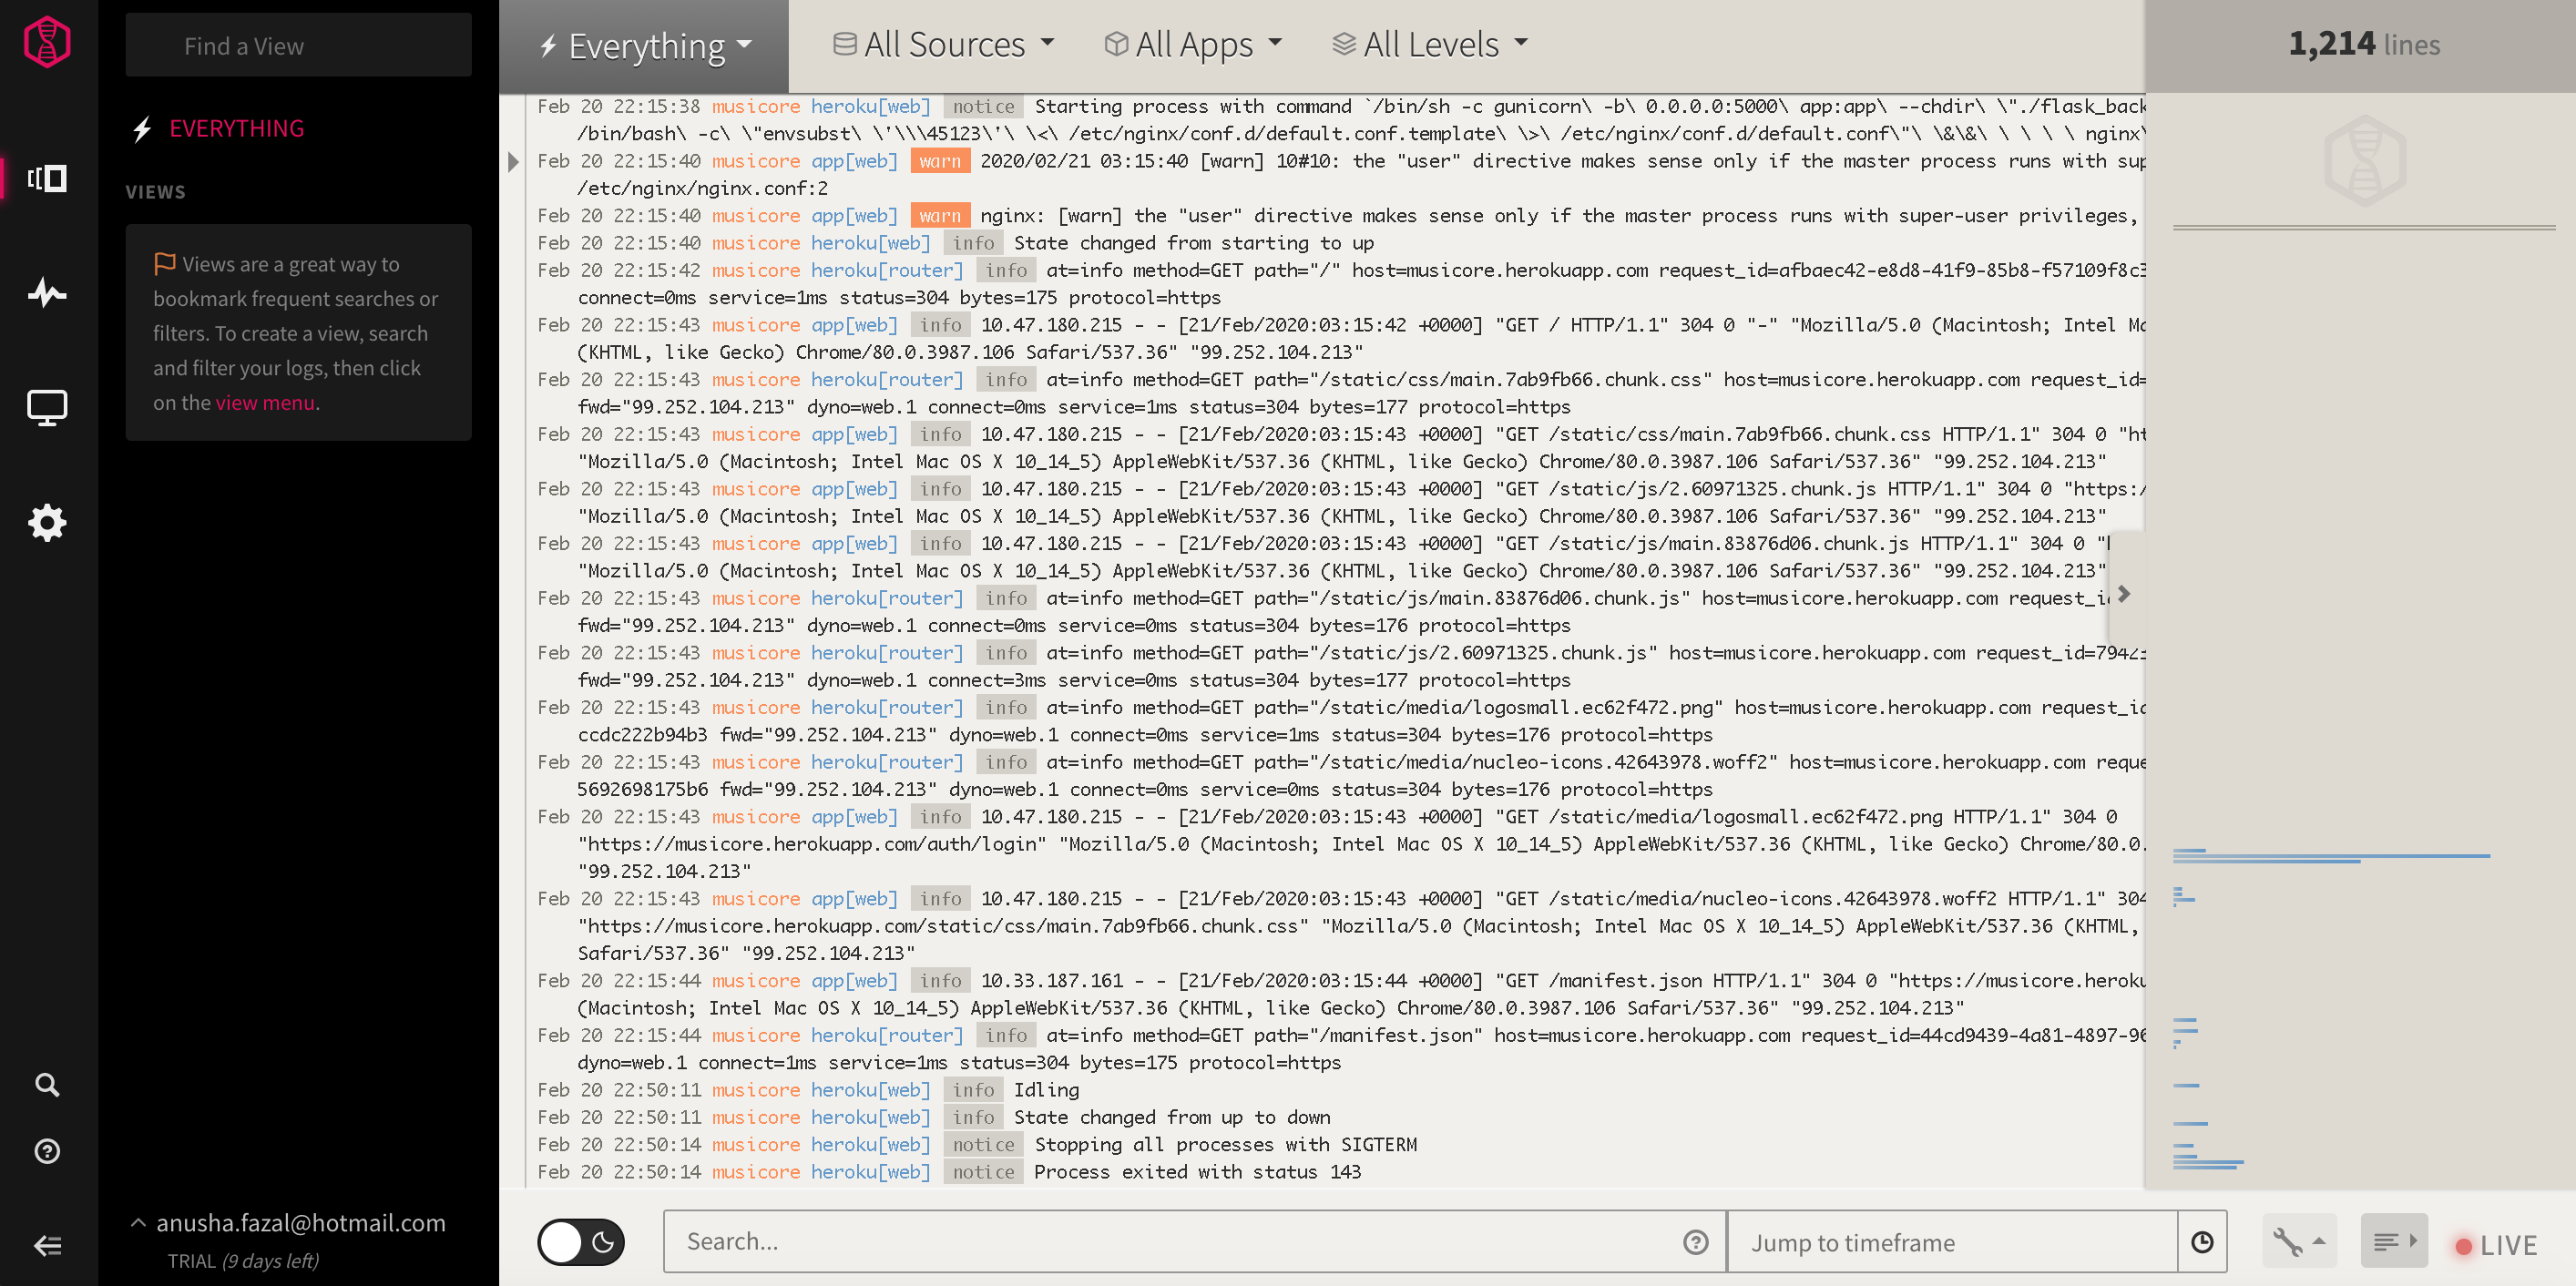 Find a View
EVERYTHING
VIEWS
Views are a great way to
bookmark frequent searches or
filters. To create a view, search
and filter your logs, then click
on the view menu.
anusha.fazal@hotmail.com
TRIAL (9 days left)
Everything
All Sources
All Apps
All Levels
1,214 lines
Feb 20 22:15:38 musicore heroku[web] notice Starting process with command `/bin/sh -c gunicorn\ -b\ 0.0.0.0:5000\ app:app\ --chdir\ \"./flask_back
/bin/bash\ -c\ \"envsubst\ \'\\\45123\'\ \<\ /etc/nginx/conf.d/default.conf.template\ \>\ /etc/nginx/conf.d/default.conf\"\ \&\&\ \ \ \ \ nginx\
Feb 20 22:15:40 musicore app[web] warn 2020/02/21 03:15:40 [warn] 10#10: the "user" directive makes sense only if the master process runs with sup
/etc/nginx/nginx.conf:2
Feb 20 22:15:40 musicore app[web] warn nginx: [warn] the "user" directive makes sense only if the master process runs with super-user privileges,
Feb 20 22:15:40 musicore heroku[web] info State changed from starting to up
Feb 20 22:15:42 musicore heroku[router] info at=info method=GET path="/" host=musicore.herokuapp.com request_id=afbaec42-e8d8-41f9-85b8-f57109f8c3
connect=0ms service=1ms status=304 bytes=175 protocol=https
Feb 20 22:15:43 musicore app[web] info 10.47.180.215 - - [21/Feb/2020:03:15:42 +0000] "GET / HTTP/1.1" 304 0 "-" "Mozilla/5.0 (Macintosh; Intel Ma
(KHTML, like Gecko) Chrome/80.0.3987.106 Safari/537.36" "99.252.104.213"
Feb 20 22:15:43 musicore heroku[router] info at=info method=GET path="/static/css/main.7ab9fb66.chunk.css" host=musicore.herokuapp.com request_id=
fwd="99.252.104.213" dyno=web.1 connect=0ms service=1ms status=304 bytes=177 protocol=https
Feb 20 22:15:43 musicore app[web] info 10.47.180.215 - - [21/Feb/2020:03:15:43 +0000] "GET /static/css/main.7ab9fb66.chunk.css HTTP/1.1" 304 0 "ht
"Mozilla/5.0 (Macintosh; Intel Mac OS X 10_14_5) AppleWebKit/537.36 (KHTML, like Gecko) Chrome/80.0.3987.106 Safari/537.36" "99.252.104.213"
Feb 20 22:15:43 musicore app[web] info 10.47.180.215 - - [21/Feb/2020:03:15:43 +0000] "GET /static/js/2.60971325.chunk.js HTTP/1.1" 304 0 "https:/
"Mozilla/5.0 (Macintosh; Intel Mac OS X 10_14_5) AppleWebKit/537.36 (KHTML, like Gecko) Chrome/80.0.3987.106 Safari/537.36" "99.252.104.213"
Feb 20 22:15:43 musicore app[web] info 10.47.180.215 - - [21/Feb/2020:03:15:43 +0000] "GET /static/js/main.83876d06.chunk.js HTTP/1.1" 304 0 "h
"Mozilla/5.0 (Macintosh; Intel Mac OS X 10_14_5) AppleWebKit/537.36 (KHTML, like Gecko) Chrome/80.0.3987.106 Safari/537.36" "99.252.104.213"
Feb 20 22:15:43 musicore heroku[router] info at=info method=GET path="/static/js/main.83876d06.chunk.js" host=musicore.herokuapp.com request_i
fwd="99.252.104.213" dyno=web.1 connect=0ms service=0ms status=304 bytes=176 protocol=https
Feb 20 22:15:43 musicore heroku[router] info at=info method=GET path="/static/js/2.60971325.chunk.js" host=musicore.herokuapp.com request_id=7942
fwd="99.252.104.213" dyno=web.1 connect=3ms service=0ms status=304 bytes=177 protocol=https
Feb 20 22:15:43 musicore heroku[router] info at=info method=GET path="/static/media/logosmall.ec62f472.png" host=musicore.herokuapp.com request_id
ccdc222b94b3 fwd="99.252.104.213" dyno=web.1 connect=0ms service=1ms status=304 bytes=176 protocol=https
Feb 20 22:15:43 musicore heroku[router] info at=info method=GET path="/static/media/nucleo-icons.42643978.woff2" host=musicore.herokuapp.com reque
5692698175b6 fwd="99.252.104.213" dyno=web.1 connect=0ms service=0ms status=304 bytes=176 protocol=https
Feb 20 22:15:43 musicore app[web] info 10.47.180.215 - - [21/Feb/2020:03:15:43 +0000] "GET /static/media/logosmall.ec62f472.png HTTP/1.1" 304 0
"https://musicore.herokuapp.com/auth/login" "Mozilla/5.0 (Macintosh; Intel Mac OS X 10_14_5) AppleWebKit/537.36 (KHTML, like Gecko) Chrome/80.0.
"99.252.104.213"
Feb 20 22:15:43 musicore app[web] info 10.47.180.215 - - [21/Feb/2020:03:15:43 +0000] "GET /static/media/nucleo-icons.42643978.woff2 HTTP/1.1" 304
"https://musicore.herokuapp.com/static/css/main.7ab9fb66.chunk.css" "Mozilla/5.0 (Macintosh; Intel Mac OS X 10_14_5) AppleWebKit/537.36 (KHTML,
Safari/537.36" "99.252.104.213"
Feb 20 22:15:44 musicore app[web] info 10.33.187.161 - - [21/Feb/2020:03:15:44 +0000] "GET /manifest.json HTTP/1.1" 304 0 "https://musicore.heroku
(Macintosh; Intel Mac OS X 10_14_5) AppleWebKit/537.36 (KHTML, like Gecko) Chrome/80.0.3987.106 Safari/537.36" "99.252.104.213"
Feb 20 22:15:44 musicore heroku[router] info at=info method=GET path="/manifest.json" host=musicore.herokuapp.com request_id=44cd9439-4a81-4897-96
dyno=web.1 connect=1ms service=1ms status=304 bytes=175 protocol=https
Feb 20 22:50:11 musicore heroku[web] info Idling
Feb 20 22:50:11 musicore heroku[web] info State changed from up to down
Feb 20 22:50:14 musicore heroku[web] notice Stopping all processes with SIGTERM
Feb 20 22:50:14 musicore heroku[web] notice Process exited with status 143
Search...
Jump to timeframe
LIVE